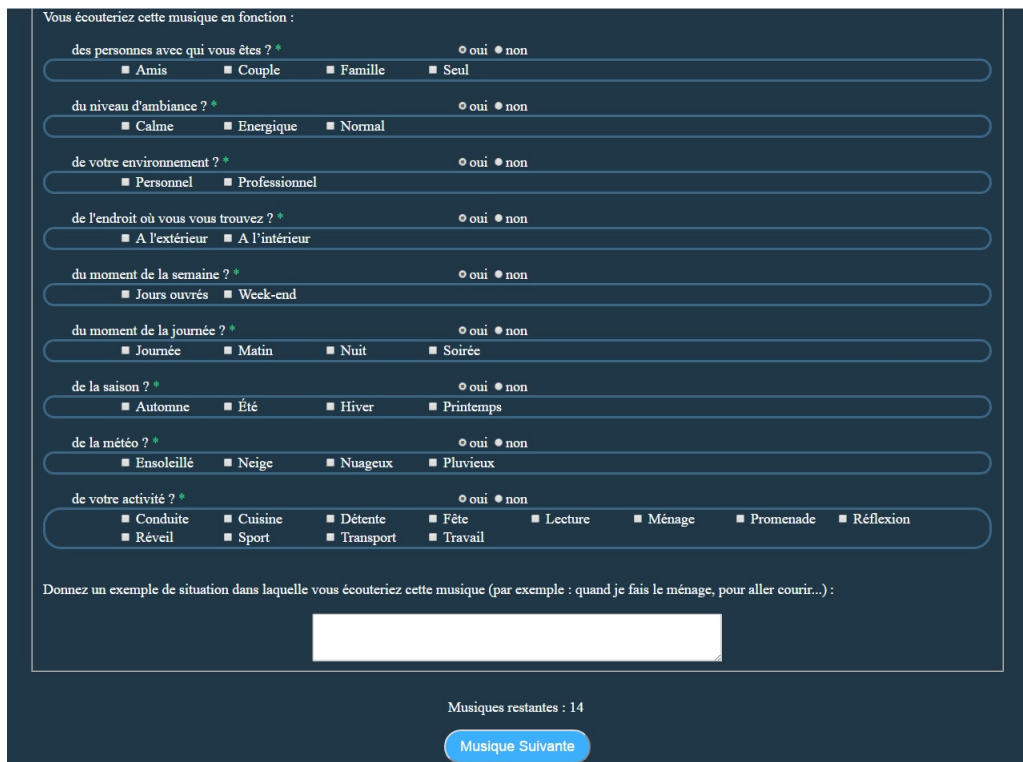 Vous écouteriez cette musique en fonction :
des personnes avec qui vous êtes ? * oui non
Amis Couple Famille Seul
du niveau d'ambiance ? * oui non
Calme Energique Normal
de votre environnement ? * oui non
Personnel Professionnel
de l'endroit où vous vous trouvez ? * oui non
A l'extérieur A l’intérieur
du moment de la semaine ? * oui non
Jours ouvrés Week-end
du moment de la journée ? * oui non
Journée Matin Nuit Soirée
de la saison ? * oui non
Automne Été Hiver Printemps
de la météo ? * oui non
Ensoleillé Neige Nuageux Pluvieux
de votre activité ? * oui non
Conduite Cuisine Détente Fête Lecture Ménage Promenade Réflexion
Réveil Sport Transport Travail
Donnez un exemple de situation dans laquelle vous écouteriez cette musique (par exemple : quand je fais le ménage, pour aller courir...) :
Musiques restantes : 14
Musique Suivante